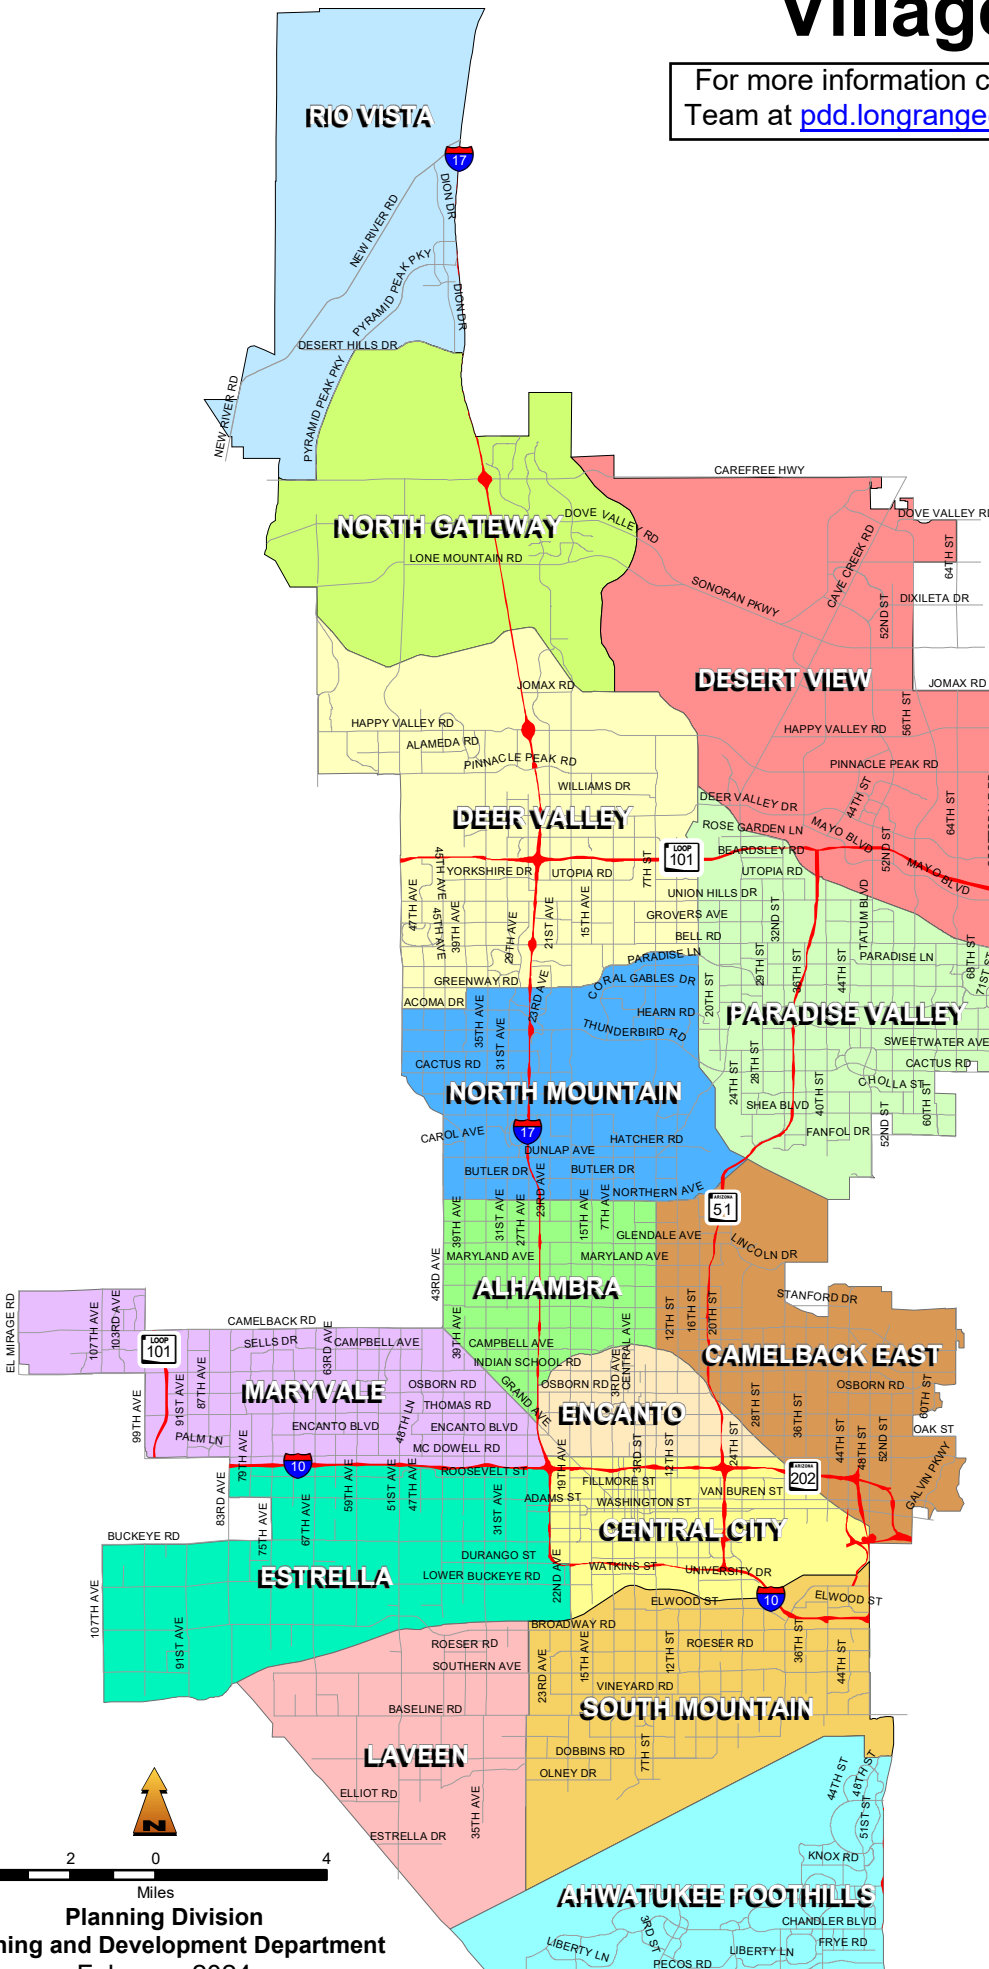 Village
For more information c
Team at pdd.longrange
RIO VISTA
17
DION DR
NEW RIVER RD
PYRAMID PEAK PKY
DION DR
DESERT HILLS DR
NEW RIVER RD
PYRAMID PEAK PKY
CAREFREE HWY
NORTH GATEWAY
DOVE VALLEY RD
DOVE VALLEY RD
LONE MOUNTAIN RD
CAVE CREEK RD
64TH ST
SONORAN PKWY
52ND ST
DIXILETA DR
DESERT VIEW
JOMAX RD
JOMAX RD
HAPPY VALLEY RD
56TH ST
HAPPY VALLEY RD
ALAMEDA RD
PINNACLE PEAK RD
PINNACLE PEAK RD
WILLIAMS DR
DEER VALLEY DR
44TH ST
64TH ST
DEER VALLEY
ROSE GARDEN LN
MAYO BLVD
52ND ST
LOOP
101
BEARDSLEY RD
MAYO BLVD
45TH AVE
YORKSHIRE DR
UTOPIA RD
7TH ST
UTOPIA RD
47TH AVE
45TH AVE
39TH AVE
29TH AVE
21ST AVE
15TH AVE
UNION HILLS DR
GROVERS AVE
32ND ST
TATUM BLVD
BELL RD
PARADISE LN
PARADISE LN
29TH ST
36TH ST
44TH ST
68TH ST
71ST ST
GREENWAY RD
CORAL GABLES DR
20TH ST
ACOMA DR
23RD AVE
35TH AVE
31ST AVE
HEARN RD
PARADISE VALLEY
THUNDERBIRD RD
SWEETWATER AVE
CACTUS RD
CACTUS RD
24TH ST
28TH ST
CHOLLA ST
NORTH MOUNTAIN
40TH ST
60TH ST
SHEA BLVD
52ND ST
17
CAROL AVE
HATCHER RD
FANFOL DR
DUNLAP AVE
BUTLER DR
BUTLER DR
23RD AVE
NORTHERN AVE
39TH AVE
31ST AVE
27TH AVE
15TH AVE
7TH AVE
ARIZONA
51
GLENDALE AVE
LINCOLN DR
MARYLAND AVE
MARYLAND AVE
43RD AVE
ALHAMBRA
STANFORD DR
EL MIRAGE RD
107TH AVE
103RD AVE
CAMELBACK RD
39TH AVE
12TH ST
16TH ST
20TH ST
LOOP
101
SELLS DR
63RD AVE
CAMPBELL AVE
CAMPBELL AVE
CENTRAL AVE
3RD AVE
CAMELBACK EAST
INDIAN SCHOOL RD
99TH AVE
91ST AVE
87TH AVE
MARYVALE
OSBORN RD
OSBORN RD
OSBORN RD
60TH ST
GRAND AVE
THOMAS RD
ENCANTO
28TH ST
36TH ST
PALM LN
ENCANTO BLVD
48TH LN
ENCANTO BLVD
OAK ST
79TH AVE
MC DOWELL RD
3RD ST
12TH ST
24TH ST
44TH ST
48TH ST
52ND ST
10
ROOSEVELT ST
19TH AVE
FILLMORE ST
ARIZONA
202
GALVIN PKWY
83RD AVE
59TH AVE
51ST AVE
47TH AVE
ADAMS ST
WASHINGTON ST
VAN BUREN ST
75TH AVE
67TH AVE
31ST AVE
CENTRAL CITY
BUCKEYE RD
DURANGO ST
WATKINS ST
UNIVERSITY DR
ESTRELLA
LOWER BUCKEYE RD
22ND AVE
107TH AVE
ELWOOD ST
10
ELWOOD ST
BROADWAY RD
91ST AVE
ROESER RD
15TH AVE
12TH ST
ROESER RD
36TH ST
44TH ST
SOUTHERN AVE
23RD AVE
VINEYARD RD
BASELINE RD
SOUTH MOUNTAIN
LAVEEN
DOBBINS RD
7TH ST
OLNEY DR
44TH ST
48TH ST
ELLIOT RD
35TH AVE
51ST ST
ESTRELLA DR
N
KNOX RD
2 0 4
Miles
AHWATUKEE FOOTHILLS
Planning Division
3RD ST
CHANDLER BLVD
ning and Development Department
LIBERTY LN
LIBERTY LN
FRYE RD
PECOS RD